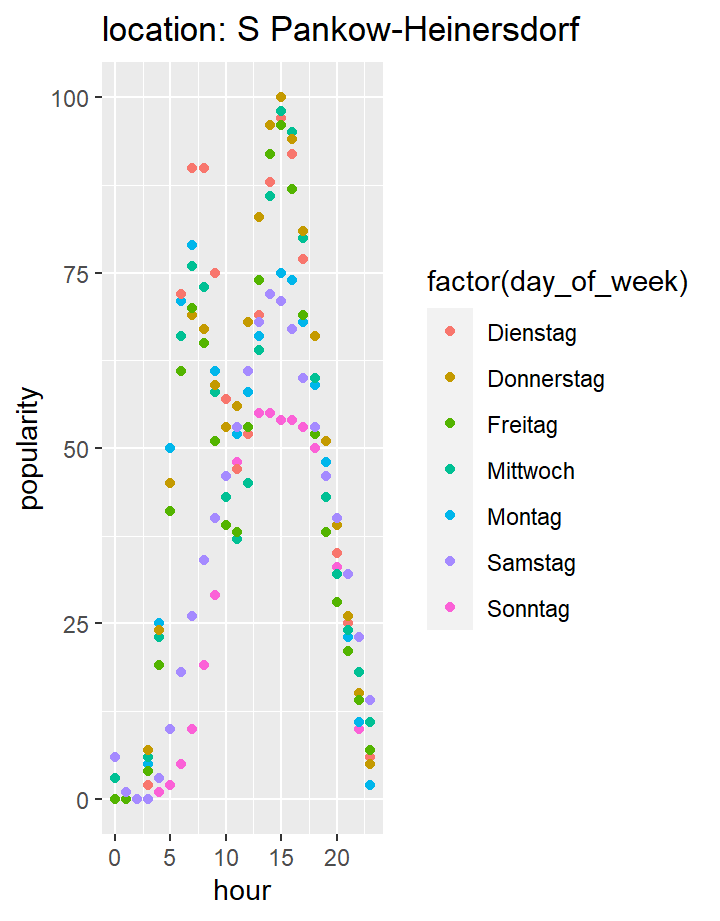 location: S Pankow-Heinersdorf
popularity
100
75
50
25
0
0 5 10 15 20
hour
factor(day_of_week)
Dienstag
Donnerstag
Freitag
Mittwoch
Montag
Samstag
Sonntag